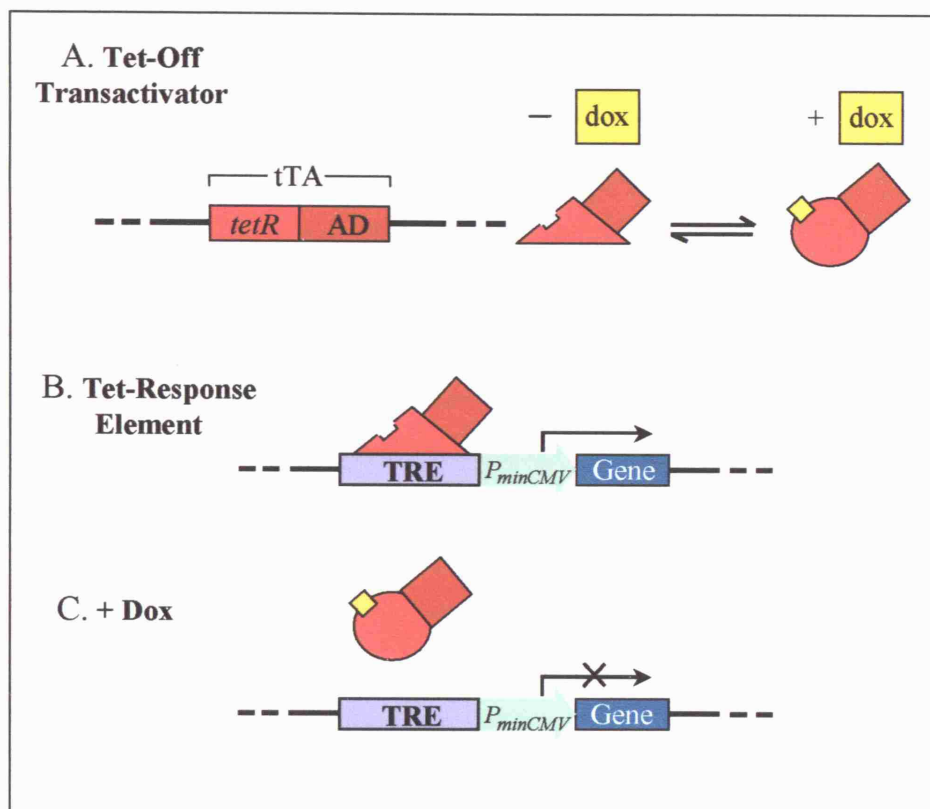 A. Tet-Off
Transactivator
− dox
+ dox
tTA
tetR AD
B. Tet-Response
Element
TRE PminCMV Gene
C. + Dox
TRE PminCMV Gene